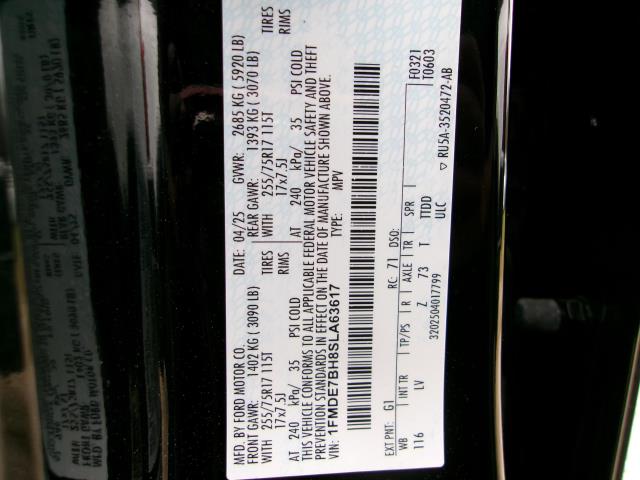 MFD BY FORD MOTOR CO. DATE: 04/25 GVWR: 2685 KG ( 5920 LB)
FRONT GAWR: 1402 KG ( 3090 LB) REAR GAWR: 1393 KG ( 3070 LB)
WITH 255/75R17 115T TIRES WITH 255/75R17 115T TIRES
17x7.5J RIMS 17x7.5J RIMS
AT 240 kPa/ 35 PSI COLD AT 240 kPa/ 35 PSI COLD
THIS VEHICLE CONFORMS TO ALL APPLICABLE FEDERAL MOTOR VEHICLE SAFETY AND THEFT
PREVENTION STANDARDS IN EFFECT ON THE DATE OF MANUFACTURE SHOWN ABOVE.
VIN: 1FMDE7BH8SLA63617 TYPE: MPV
F0321
T0603
EXT PNT: G1 RC: 71 DSO:
WB INT TR TP/PS R AXLE TR SPR
116 LV Z 73 T TTDD
ULC
3202504017799
RU5A-3520472-AB